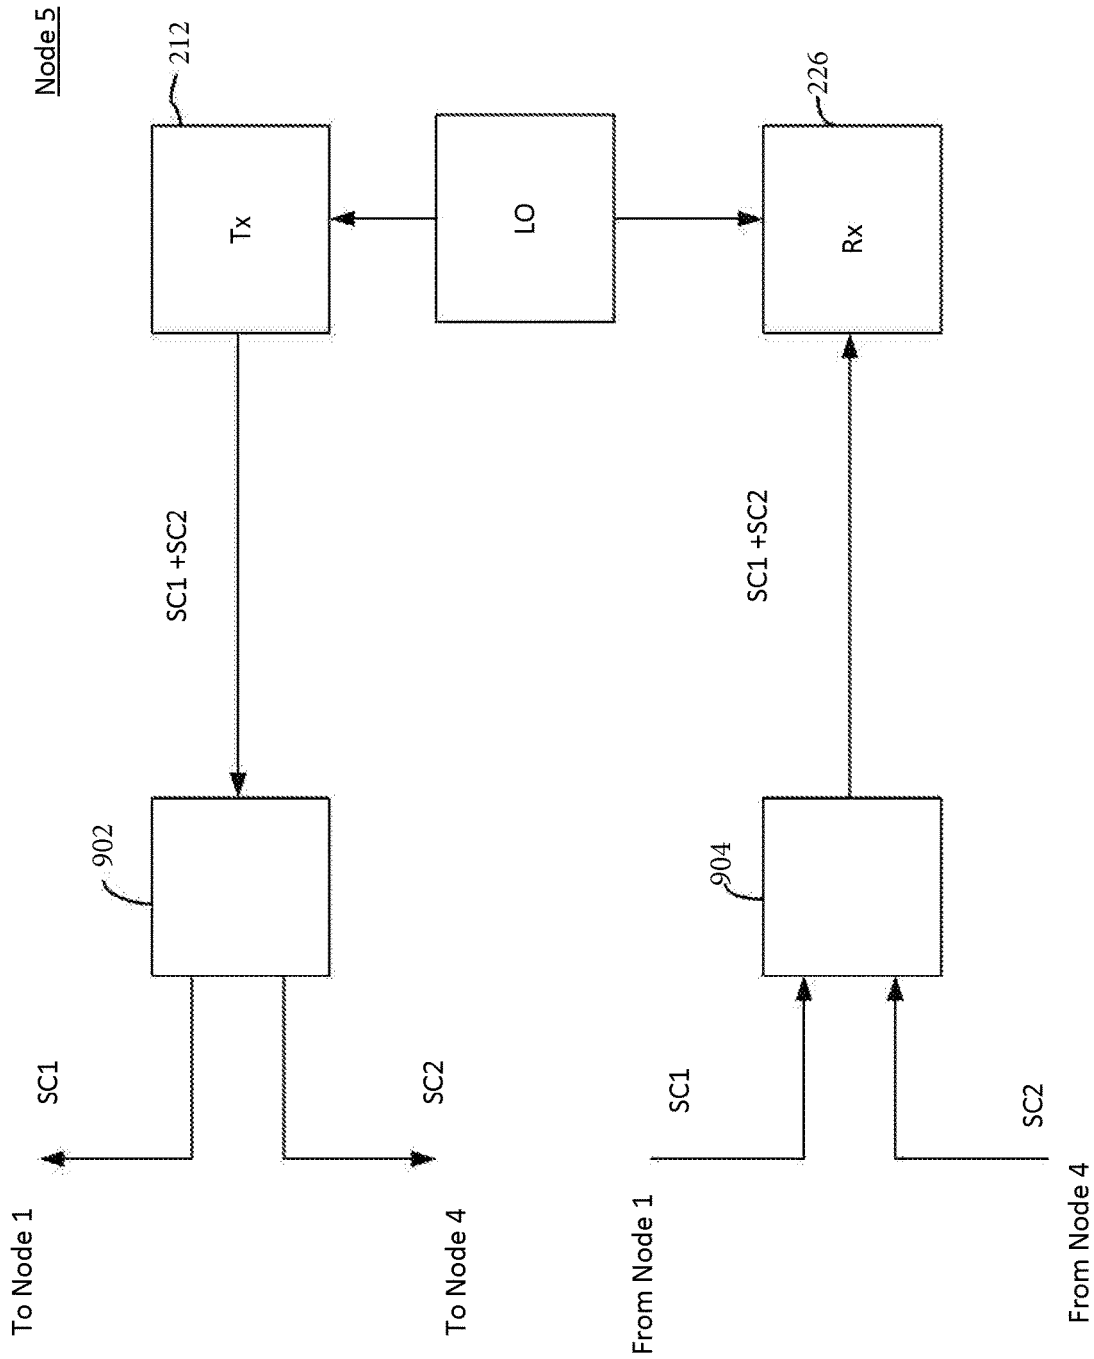 Node 5
212
Tx
LO
226
Rx
SC1 +SC2
SC1 +SC2
902
904
SC1
SC2
SC1
SC2
To Node 1
To Node 4
From Node 1
From Node 4